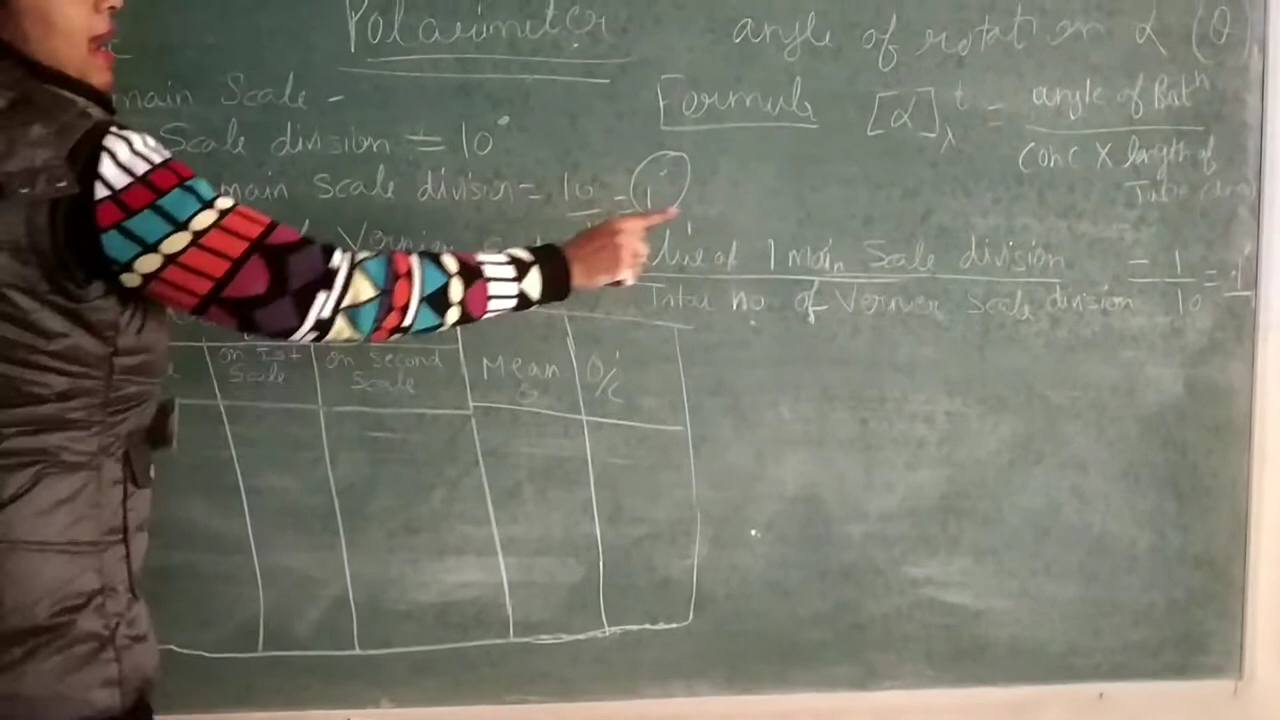 Polarimeter
angle of rotation α (θ)
main Scale -
Scale division = 10°
main Scale division = 10 = 1°
Formula [α]λ^t = angle of Rotⁿ
Conc X length of
Tube
Value of 1 main Scale division = 1 = .1
Total no. of Vernier Scale division 10
on Ist
Scale
on Second
Scale
Mean
θ
θ/c